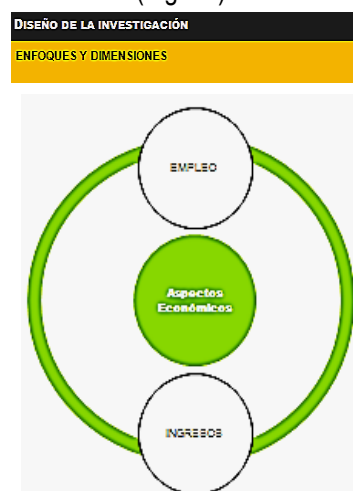 DISEÑO DE LA INVESTIGACIÓN
ENFOQUES Y DIMENSIONES
EMPLEO
Aspectos
Económicos
INGRESOS